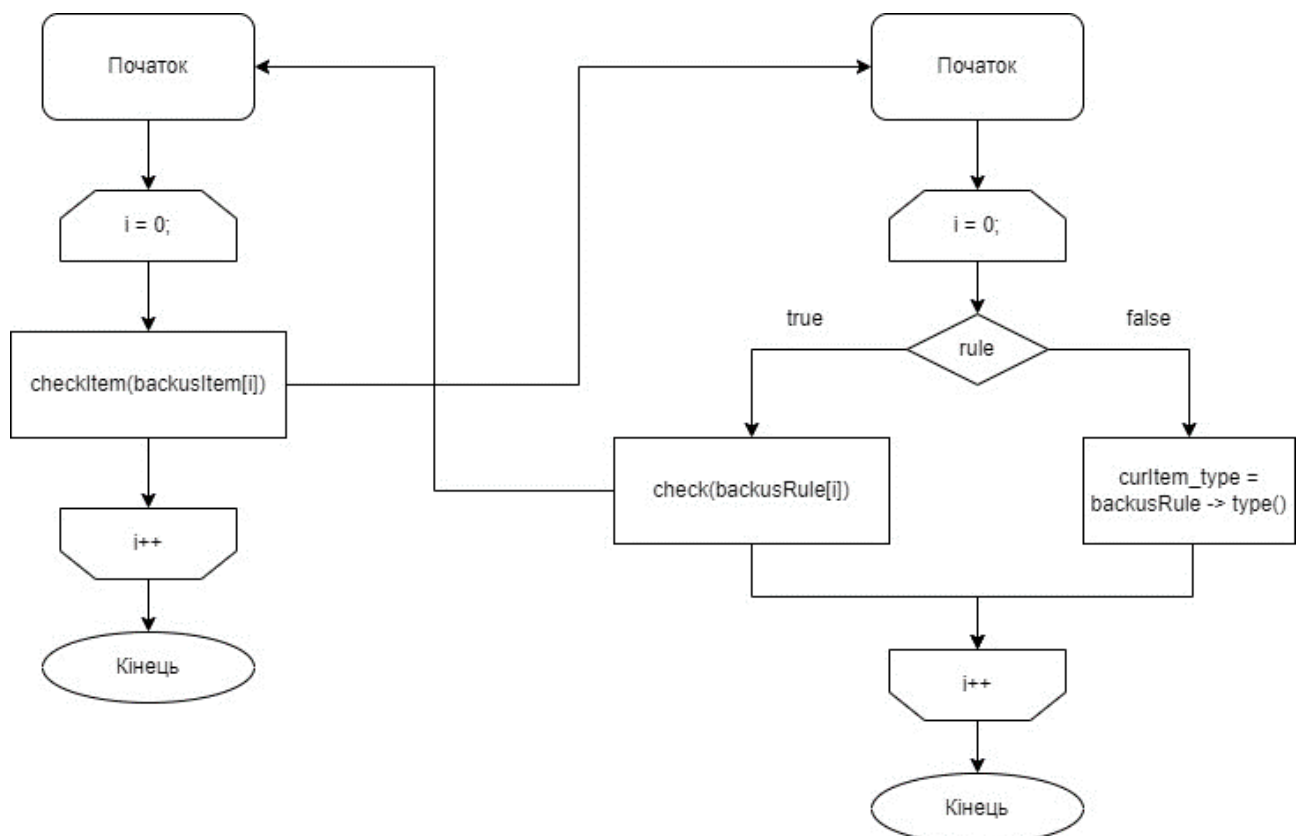 Початок
i = 0;
checkItem(backusItem[i])
i++
Кінець
Початок
i = 0;
true
false
rule
check(backusRule[i])
curItem_type =
backusRule -> type()
i++
Кінець